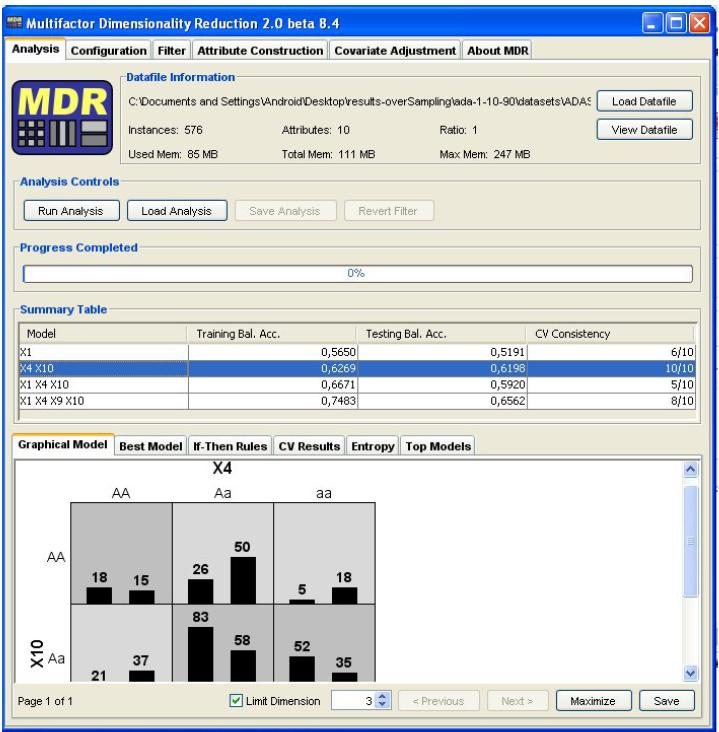 Multifactor Dimensionality Reduction 2.0 beta 8.4
Analysis Configuration Filter Attribute Construction Covariate Adjustment About MDR
Datafile Information
MDR
C:\Documents and Settings\Android\Desktop\results-overSampling\ada-1-10-90\datasets\ADAS Load Datafile
Instances: 576 Attributes: 10 Ratio: 1 View Datafile
Used Mem: 85 MB Total Mem: 111 MB Max Mem: 247 MB
Analysis Controls
Run Analysis Load Analysis Save Analysis Revert Filter
Progress Completed
0%
Summary Table
Model Training Bal. Acc. Testing Bal. Acc. CV Consistency
X1 0,5650 0,5191 6/10
X4 X10 0,6269 0,6198 10/10
X1 X4 X10 0,6671 0,5920 5/10
X1 X4 X9 X10 0,7483 0,6562 8/10
Graphical Model Best Model If-Then Rules CV Results Entropy Top Models
X4
AA Aa aa
AA 18 15 26 50 5 18
X10 Aa 21 37 83 58 52 35
Page 1 of 1 Limit Dimension 3 < Previous Next > Maximize Save